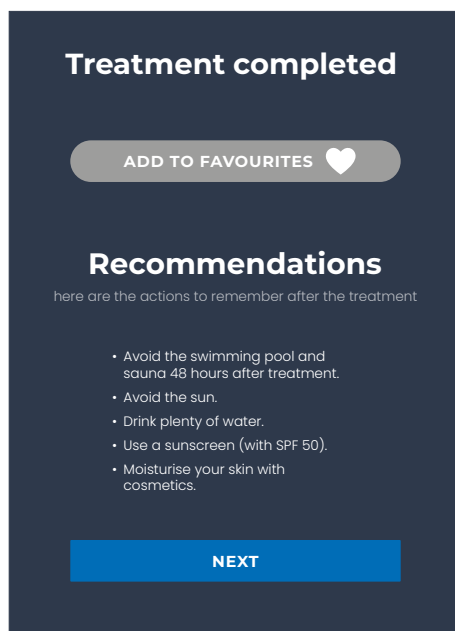 Treatment completed
ADD TO FAVOURITES
Recommendations
here are the actions to remember after the treatment
• Avoid the swimming pool and
sauna 48 hours after treatment.
• Avoid the sun.
• Drink plenty of water.
• Use a sunscreen (with SPF 50).
• Moisturise your skin with
cosmetics.
NEXT